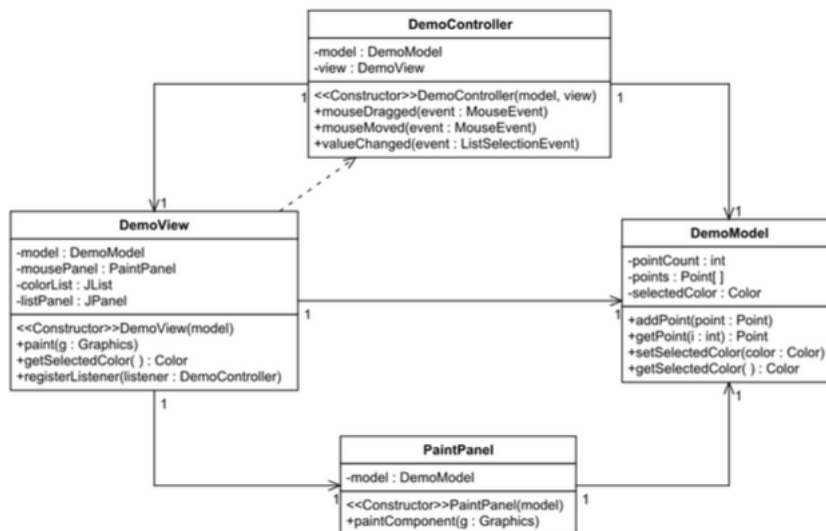 DemoController
-model : DemoModel
-view : DemoView
<<Constructor>>DemoController(model, view)
+mouseDragged(event : MouseEvent)
+mouseMoved(event : MouseEvent)
+valueChanged(event : ListSelectionEvent)
1
1
1
1
DemoView
-model : DemoModel
-mousePanel : PaintPanel
-colorList : JList
-listPanel : JPanel
<<Constructor>>DemoView(model)
+paint(g : Graphics)
+getSelectedColor( ) : Color
+registerListener(listener : DemoController)
1
1
DemoModel
-pointCount : int
-points : Point[ ]
-selectedColor : Color
+addPoint(point : Point)
+getPoint(i : int) : Point
+setSelectedColor(color : Color)
+getSelectedColor( ) : Color
1
1
PaintPanel
-model : DemoModel
<<Constructor>>PaintPanel(model)
+paintComponent(g : Graphics)
1
1